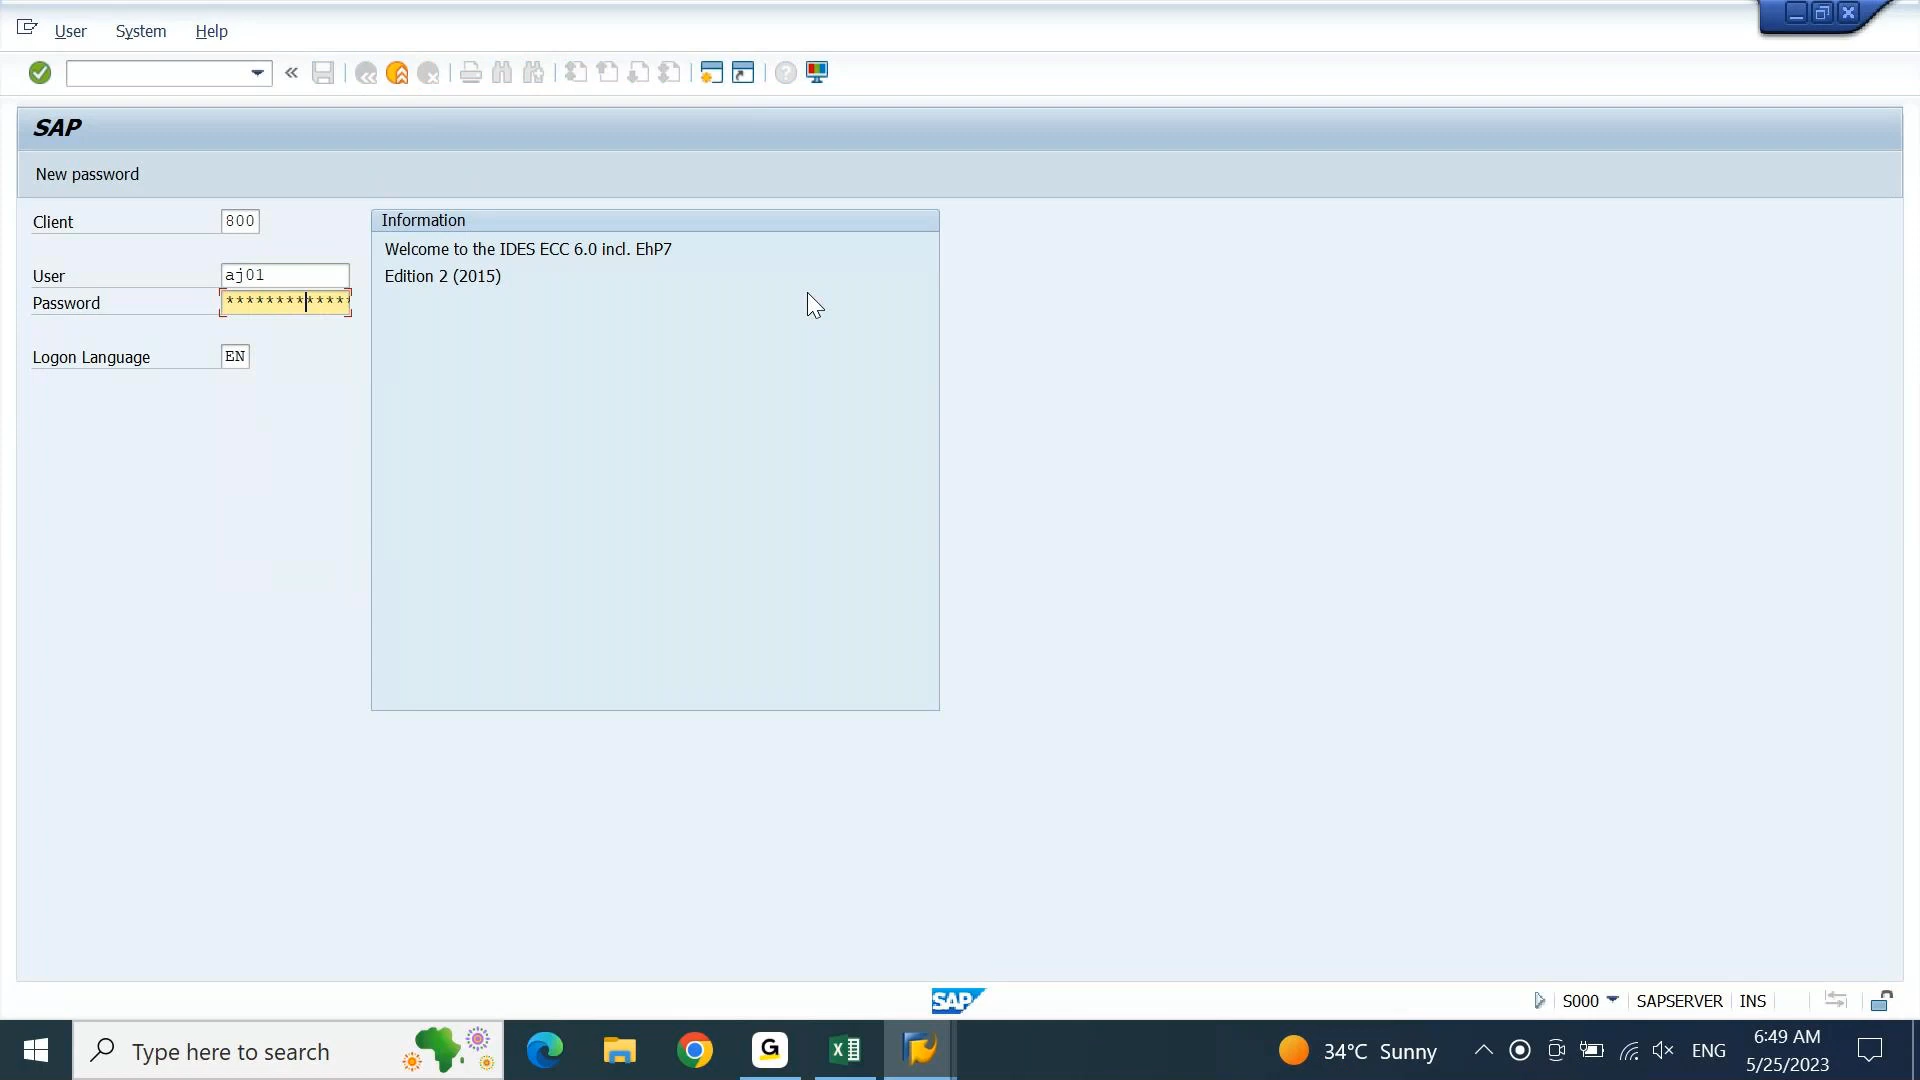 User System Help
SAP
New password
Client 800
Information
Welcome to the IDES ECC 6.0 incl. EhP7
Edition 2 (2015)
User aj01
Password *************
Logon Language EN
SAP
S000 SAPSERVER INS
Type here to search
G
34°C Sunny
ENG
6:49 AM
5/25/2023